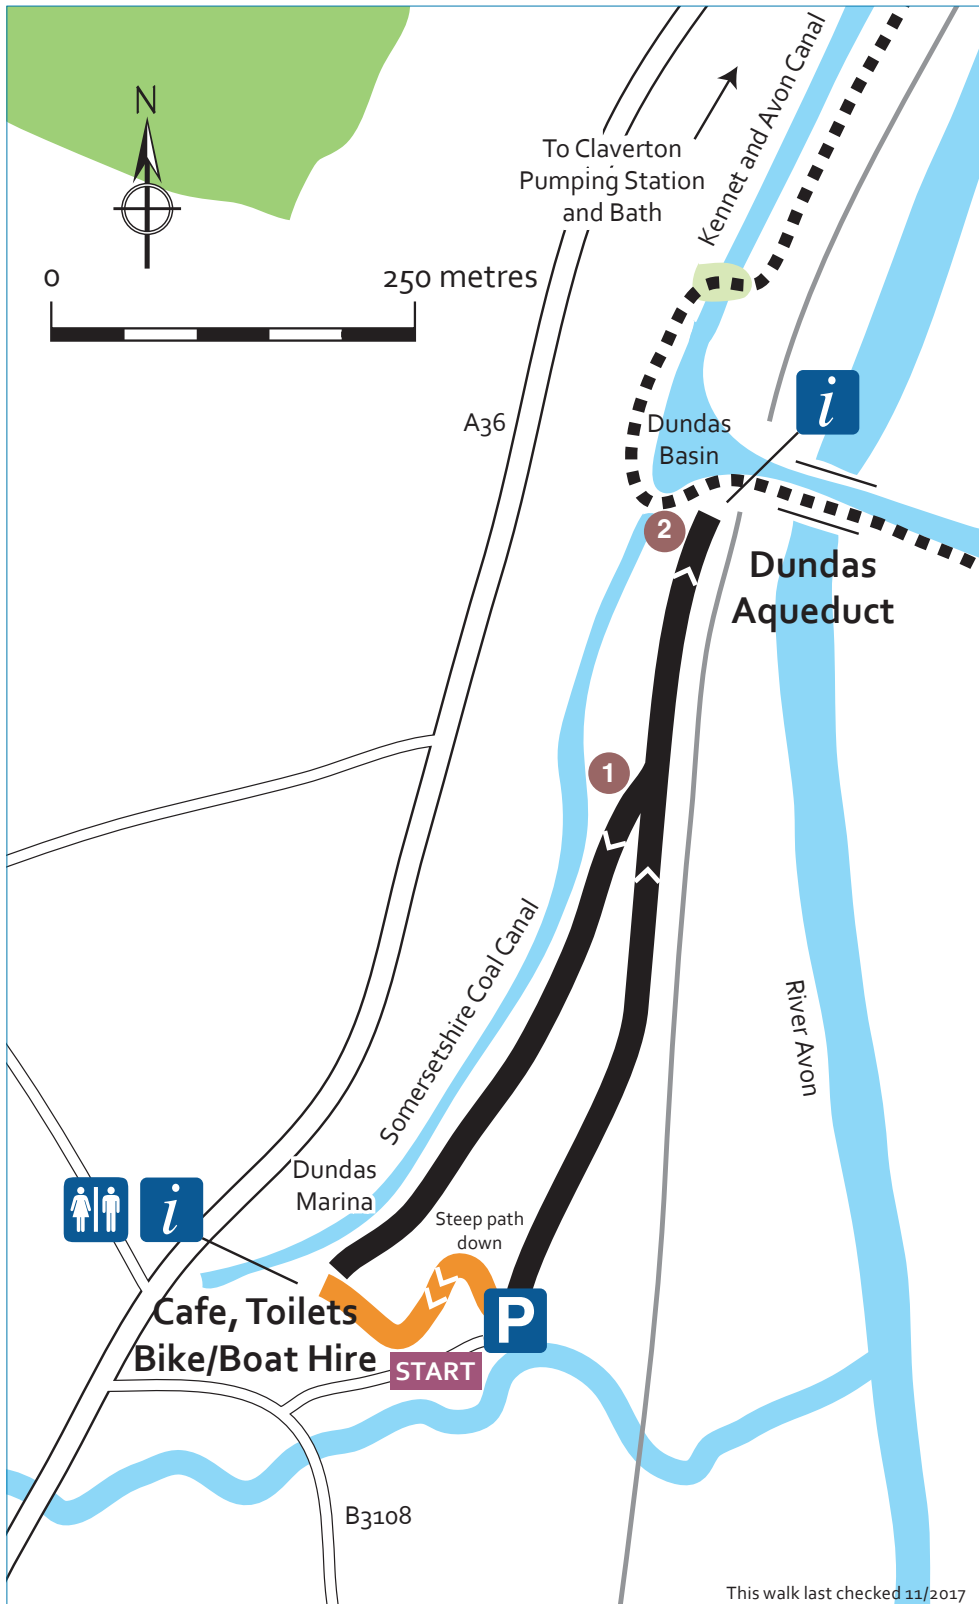 N
0
250 metres
To Claverton
Pumping Station
and Bath
Kennet and Avon Canal
A36
Dundas
Basin
i
2
Dundas
Aqueduct
1
Somersetshire Coal Canal
River Avon
Dundas
Marina
i
Steep path
down
Cafe, Toilets
Bike/Boat Hire
P
START
B3108
This walk last checked 11/2017